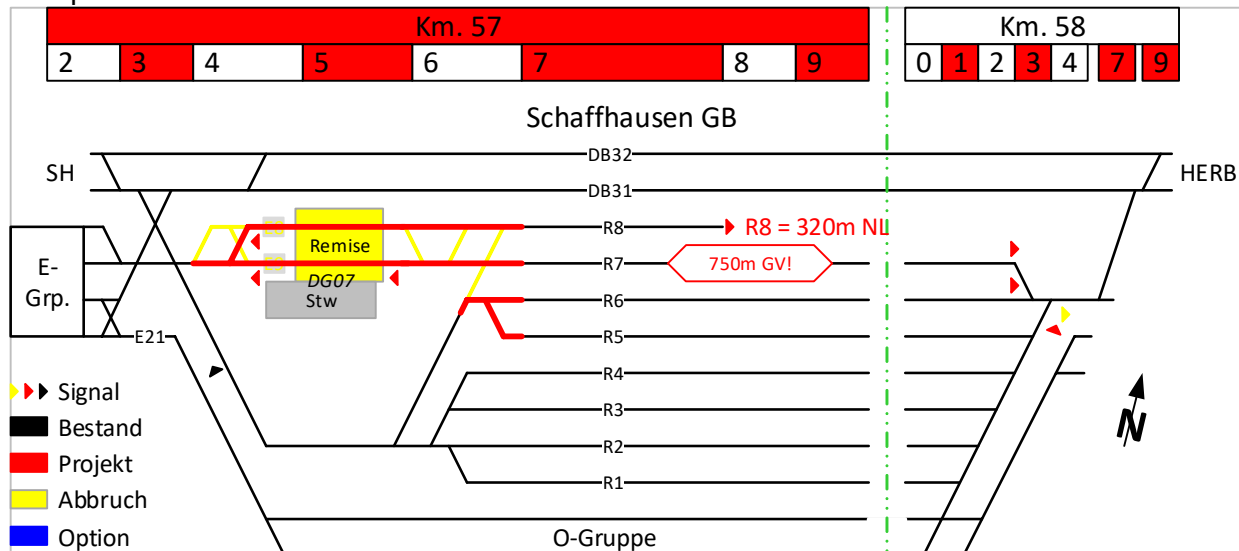 Km. 57
Km. 58
2 3 4 5 6 7 8 9
0 1 2 3 4 7 9
Schaffhausen GB
SH
DB32
HERB
DB31
R8
R8 = 320m NL
Remise
E-
Grp.
R7
750m GV!
DG07
Stw
R6
E21
R5
R4
Signal
R3
Bestand
N
R2
Projekt
R1
Abbruch
Option
O-Gruppe